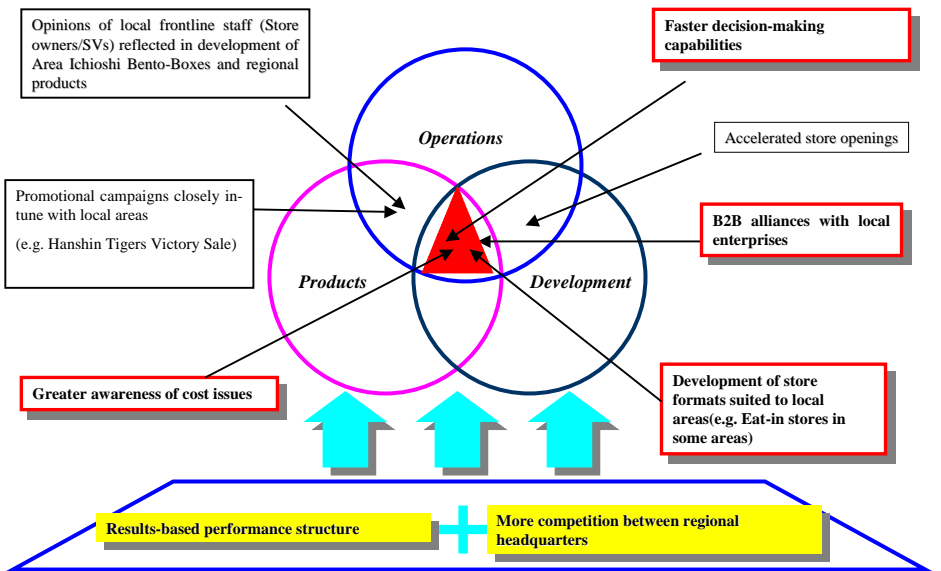 Opinions of local frontline staff (Store
owners/SVs) reflected in development of
Area Ichioshi Bento-Boxes and regional
products
Faster decision-making
capabilities
Operations
Accelerated store openings
Promotional campaigns closely in-
tune with local areas
(e.g. Hanshin Tigers Victory Sale)
B2B alliances with local
enterprises
Products
Development
Greater awareness of cost issues
Development of store
formats suited to local
areas(e.g. Eat-in stores in
some areas)
Results-based performance structure
More competition between regional
headquarters